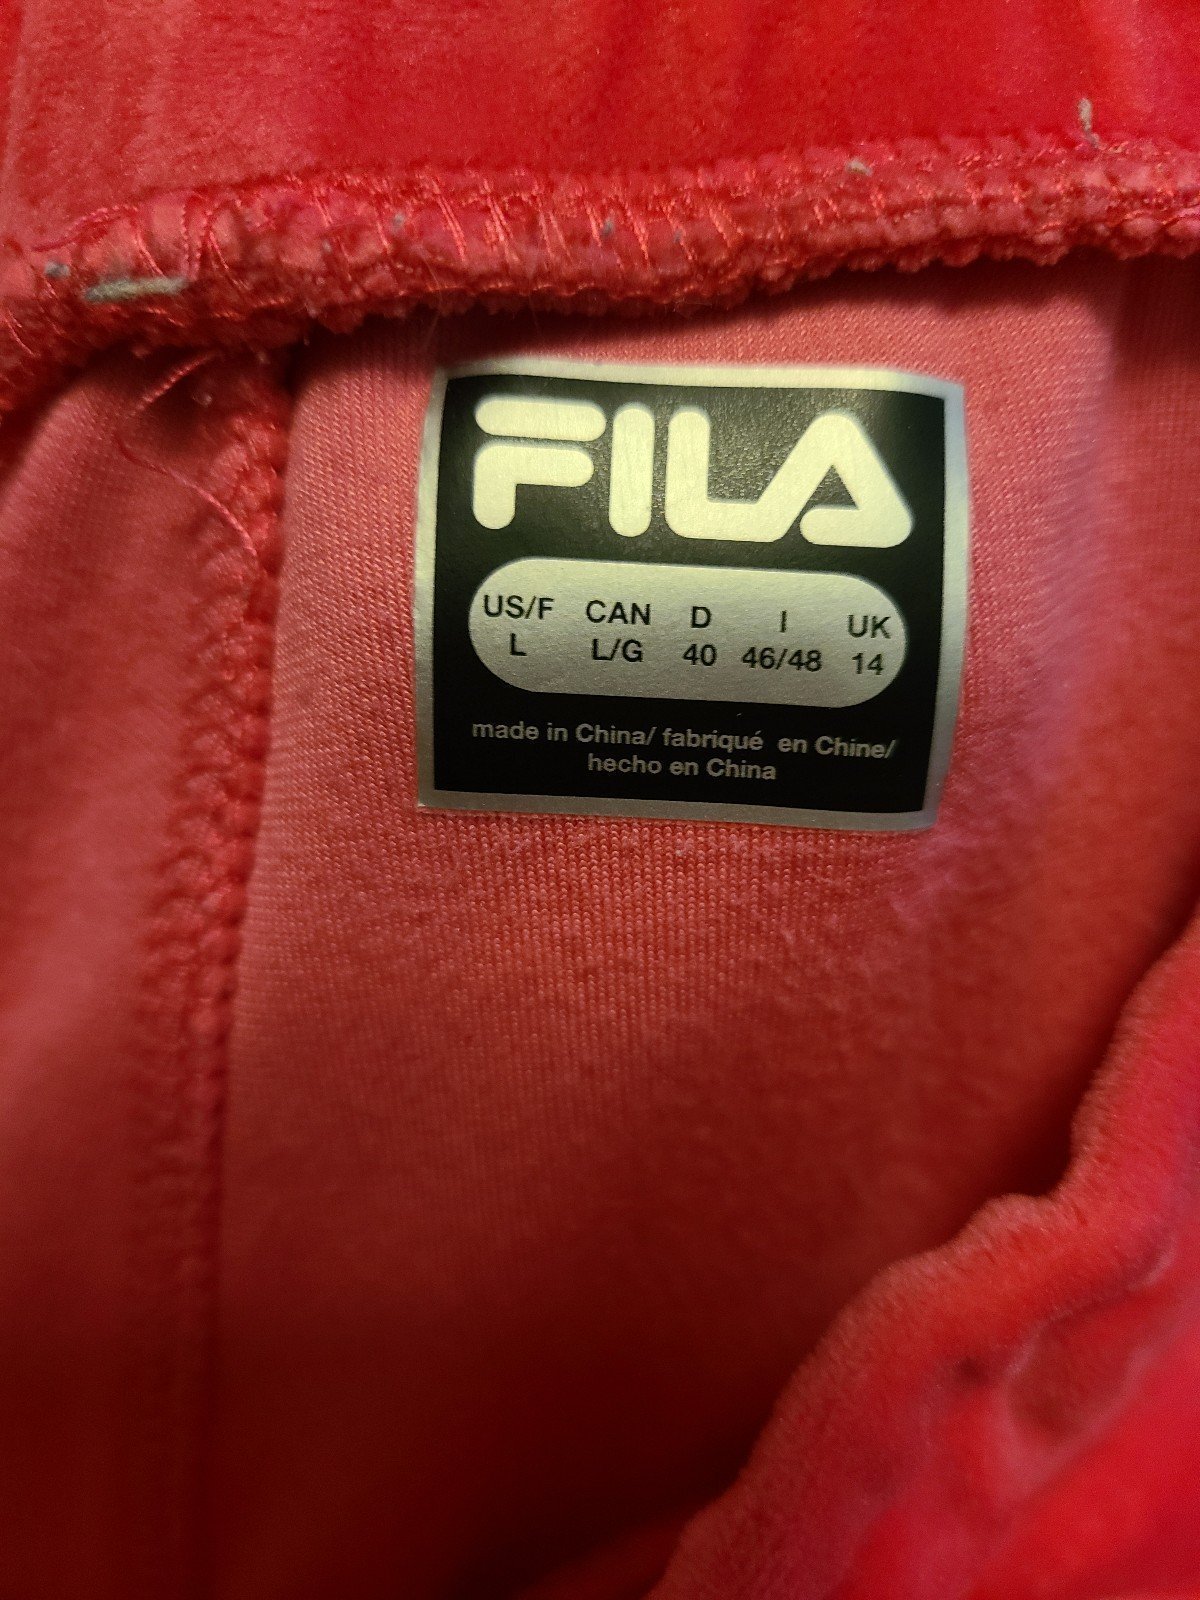 FILA
US/F CAN D I UK
L L/G 40 46/48 14
made in China/ fabriqué en Chine/
hecho en China